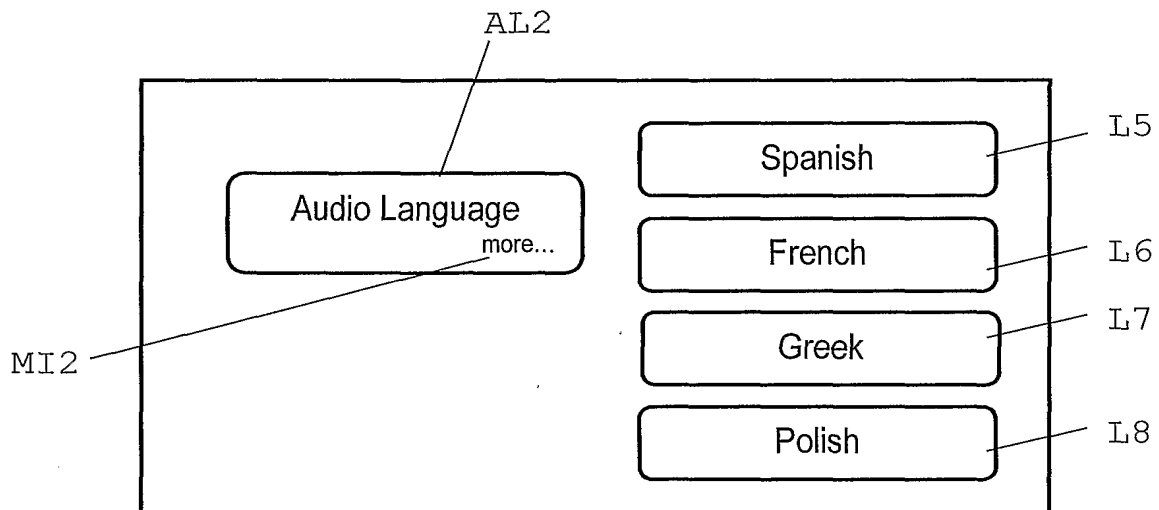 AL2
Spanish
L5
Audio Language
more...
French
L6
Greek
L7
MI2
Polish
L8